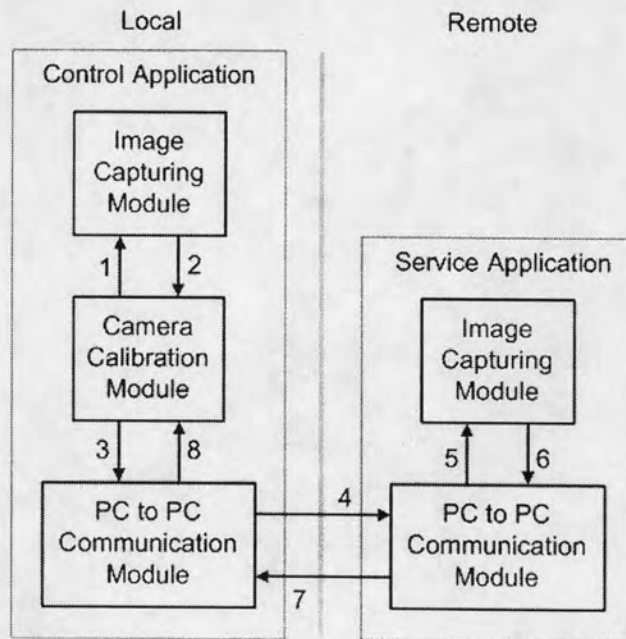 Local
Remote
Control Application
Image
Capturing
Module
1
2
Service Application
Camera
Calibration
Module
Image
Capturing
Module
3
8
5
6
PC to PC
Communication
Module
4
PC to PC
Communication
Module
7